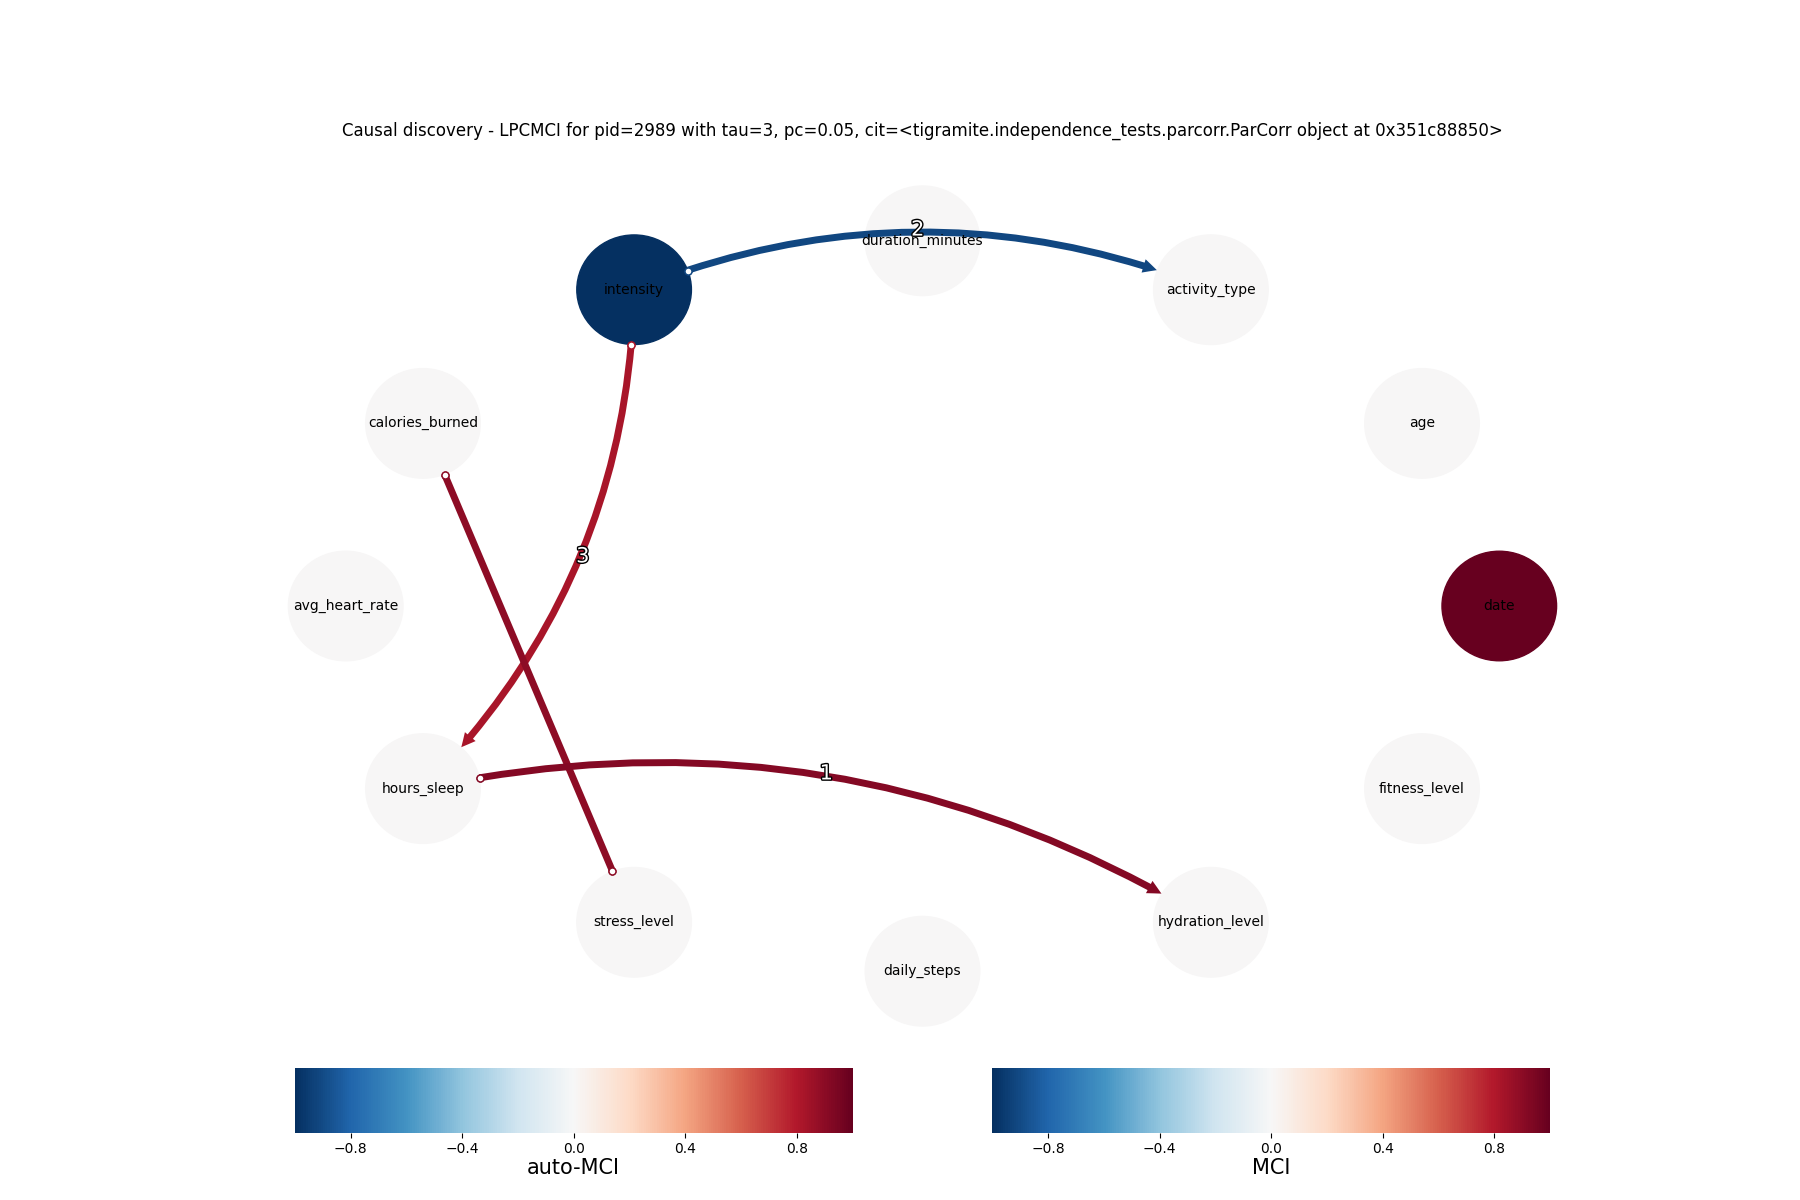 Causal discovery - LPCMCI for pid=2989 with tau=3, pc=0.05, cit=<tigramite.independence_tests.parcorr.ParCorr object at 0x351c88850>
2
duration_minutes
intensity
activity_type
calories_burned
age
3
avg_heart_rate
date
1
hours_sleep
fitness_level
stress_level
hydration_level
daily_steps
−0.8 −0.4 0.0 0.4 0.8
auto-MCI
−0.8 −0.4 0.0 0.4 0.8
MCI